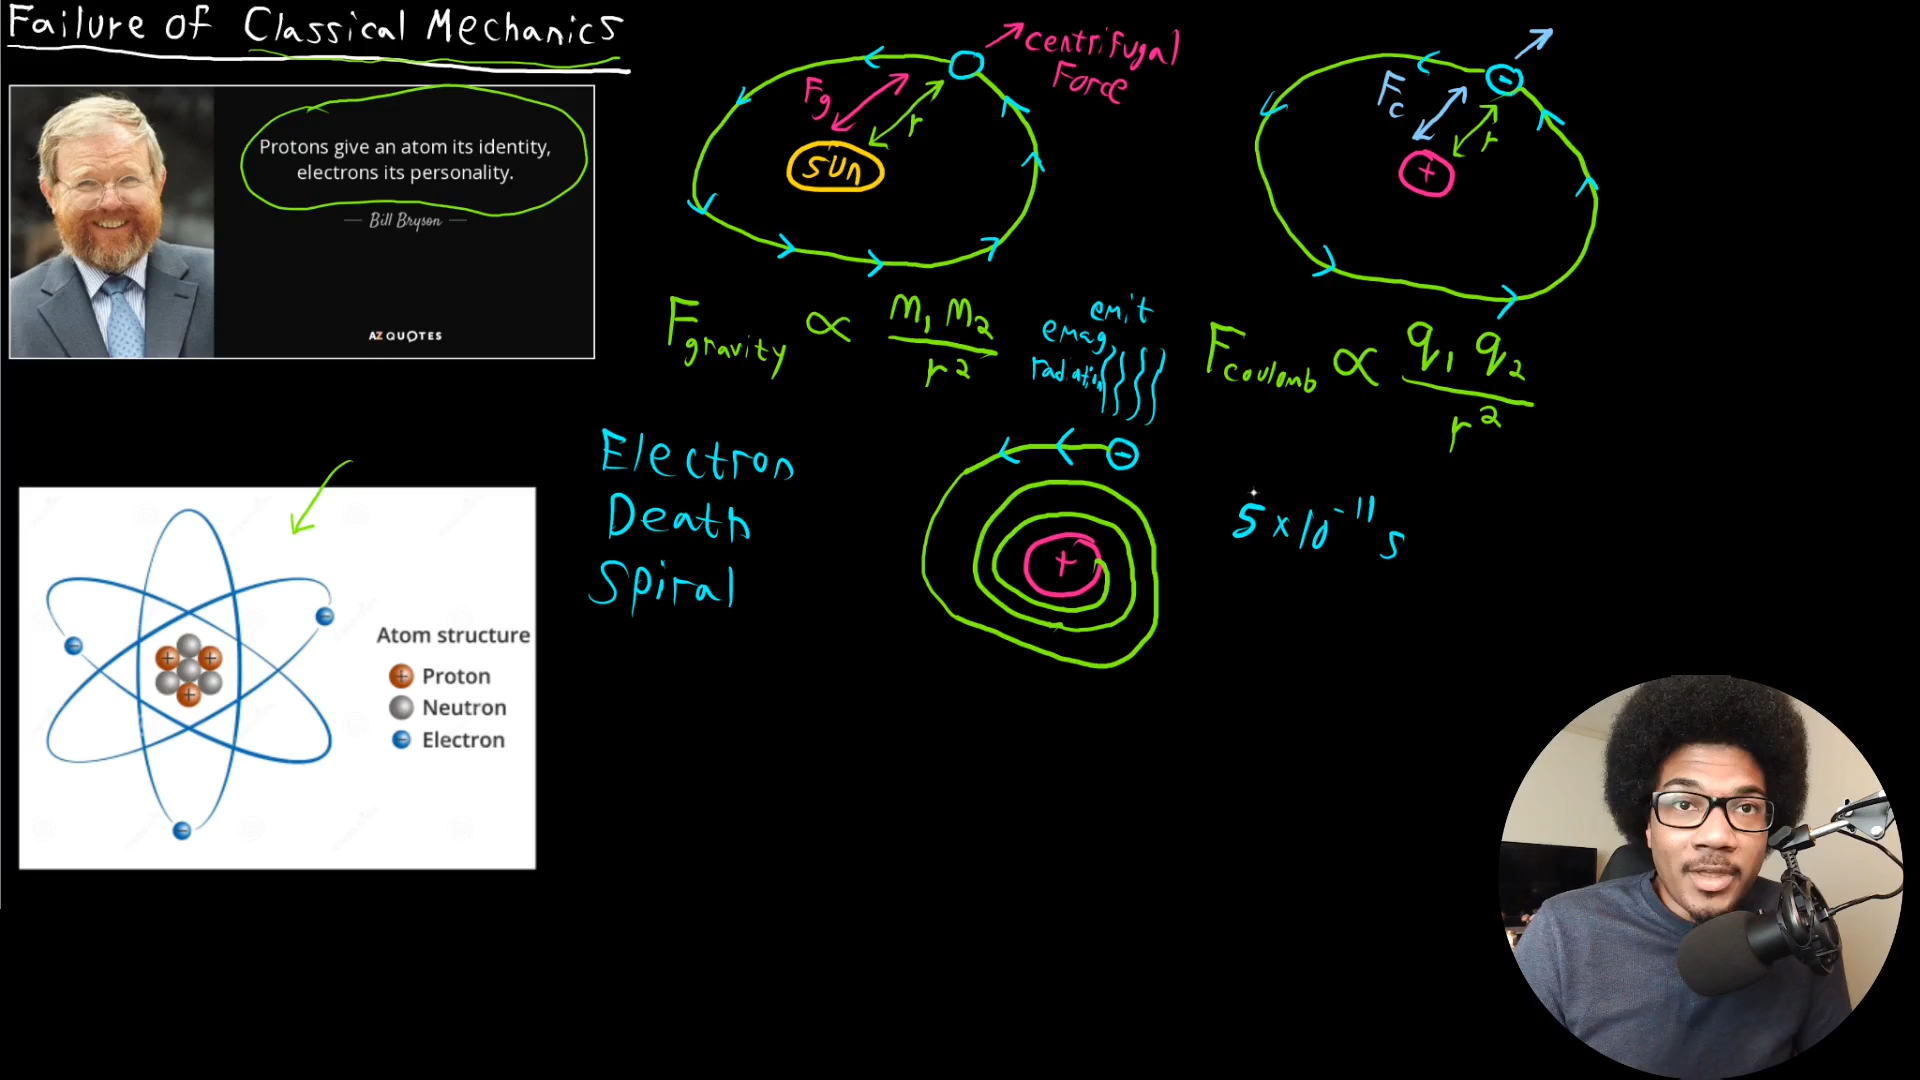 Failure of Classical Mechanics
Protons give an atom its identity,
electrons its personality.
Bill Bryson
AZ QUOTES
centrifugal
Force
Fg
r
SUN
Fc
r
-
+
Fgravity ∝ m1 m2 / r2
emit
emag
radiation
Fcoulomb ∝ q1 q2 / r2
Electron
Death
Spiral
-
+
5 x 10^-11 s
Atom structure
+ Proton
Neutron
- Electron